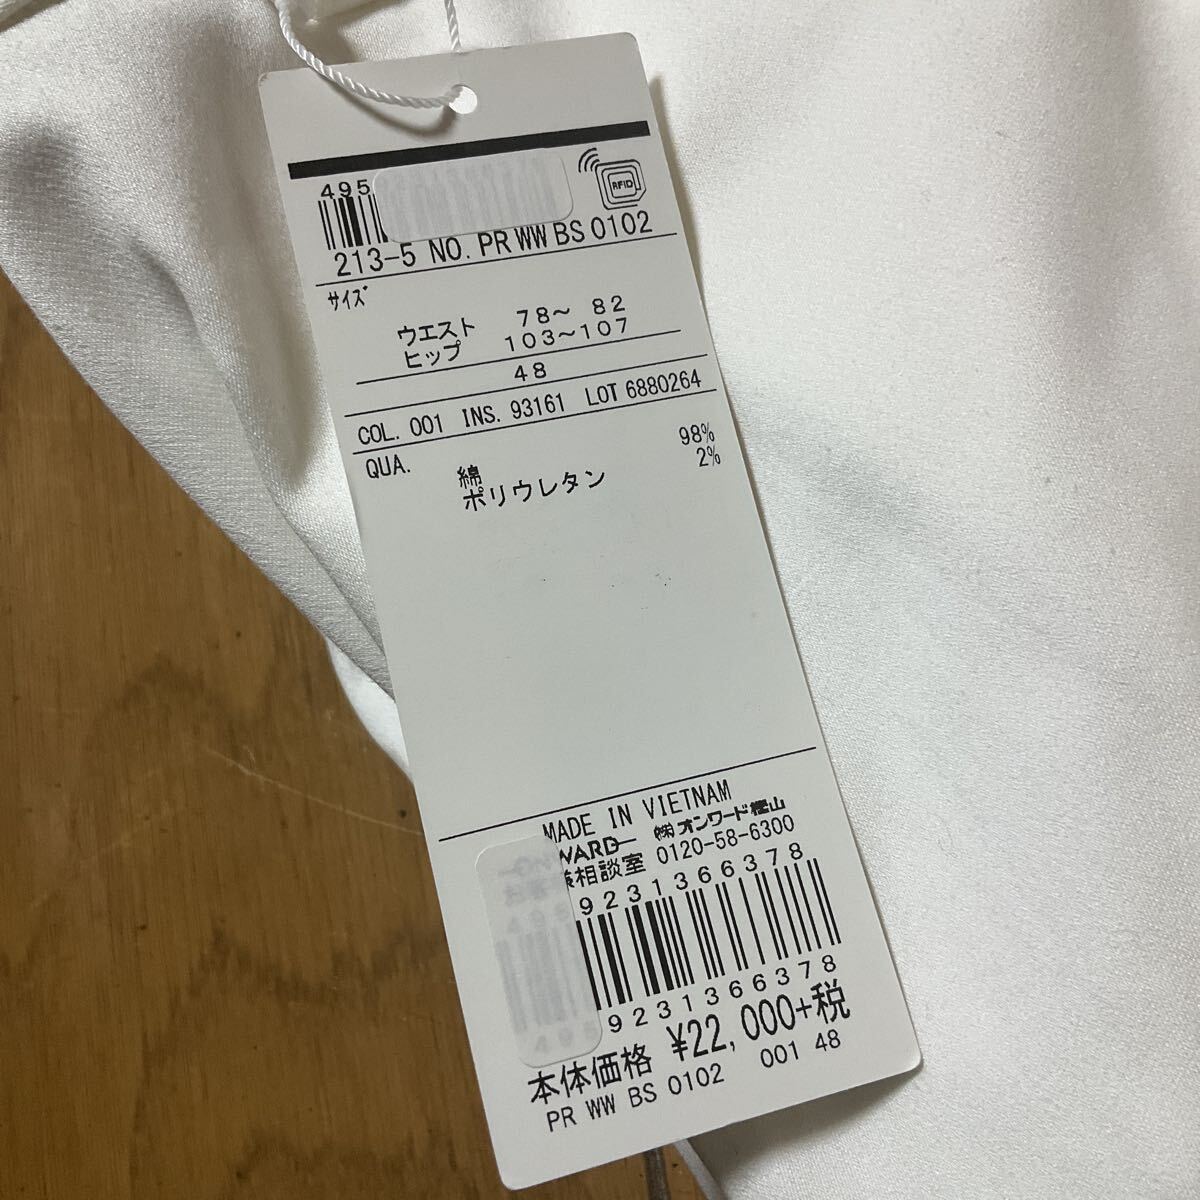 495
RFID
213-5 NO. PR WW BS 0102
サイズ
ウエスト 78～ 82
ヒップ 103～107
48
COL. 001 INS. 93161 LOT 6880264
QUA. 綿 98%
ポリウレタン 2%
MADE IN VIETNAM
WARD ㈱オンワード樫山
相談室 0120-58-6300
9231366378
9231366378
本体価格 ¥22,000+税
PR WW BS 0102 001 48